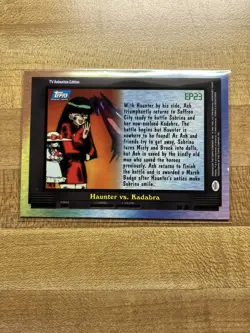 TV Animation Edition
Topps
EP23
With Haunter by his side, Ash
triumphantly returns to Saffron
City ready to battle Sabrina and
her now-evolved Kadabra. The
battle begins but Haunter is
nowhere to be found! As Ash and
friends try to get away, Sabrina
turns Misty and Brock into dolls,
but Ash is saved by the kindly old
man who saved the heroes
previously. Ash returns to finish
the battle and is awarded a Marsh
Badge after Haunter's antics make
Sabrina smile.
Haunter vs. Kadabra